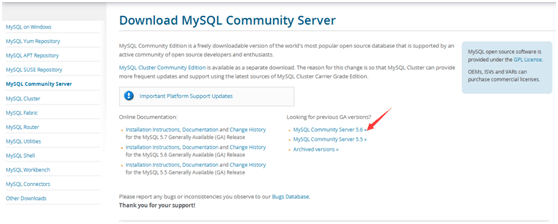 MySQL on Windows
MySQL Yum Repository
MySQL APT Repository
MySQL SUSE Repository
MySQL Community Server
MySQL Cluster
MySQL Fabric
MySQL Router
MySQL Utilities
MySQL Shell
MySQL Workbench
MySQL Connectors
Other Downloads
Download MySQL Community Server
MySQL Community Edition is a freely downloadable version of the world's most popular open source database that is supported by an
active community of open source developers and enthusiasts.
MySQL Cluster Community Edition is available as a separate download. The reason for this change is so that MySQL Cluster can provide
more frequent updates and support using the latest sources of MySQL Cluster Carrier Grade Edition.
Important Platform Support Updates
Online Documentation:
Installation Instructions, Documentation and Change History
for the MySQL 5.7 Generally Available (GA) Release
Installation Instructions, Documentation and Change History
for the MySQL 5.6 Generally Available (GA) Release
Installation Instructions, Documentation and Change History
for the MySQL 5.5 Generally Available (GA) Release
Looking for previous GA versions?
MySQL Community Server 5.6 »
MySQL Community Server 5.5 »
Archived versions »
Please report any bugs or inconsistencies you observe to our Bugs Database.
Thank you for your support!
MySQL open source software is
provided under the GPL License.
OEMs, ISVs and VARs can
purchase commercial licenses.